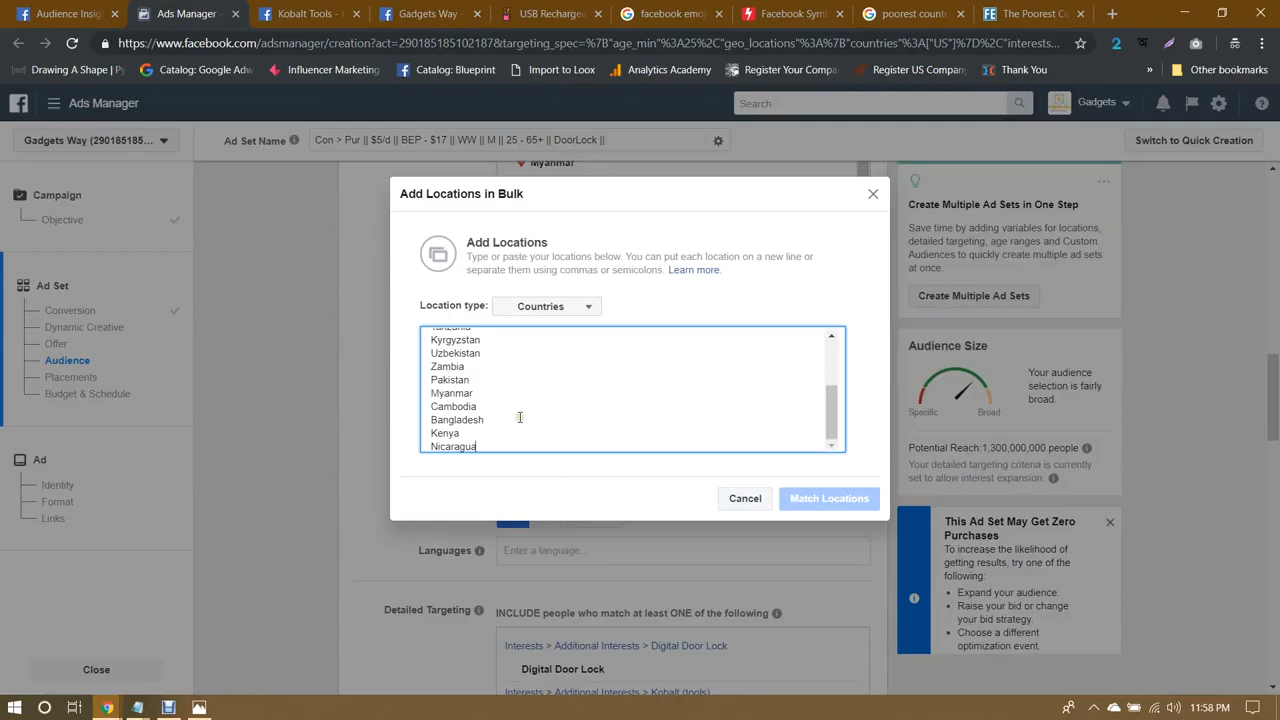 Audience Insig
Ads Manager -
Kobalt Tools - I
Gadgets Way -
USB Rechargea
facebook emoj
Facebook Sym
poorest countr
The Poorest Co
https://www.facebook.com/adsmanager/creation?act=290185185102187&targeting_spec=%7B"age_min"%3A25%2C"geo_locations"%3A%7B"countries"%3A["US"]%7D%2C"interests...
Drawing A Shape | Py
Catalog: Google Adw
Influencer Marketing
Catalog: Blueprint
Import to Loox
Analytics Academy
Register Your Compa
Register US Company
Thank You
»
Other bookmarks
Ads Manager
Search
Gadgets
Gadgets Way (290185185...
Ad Set Name
Con > Pur || $5/d || BEP - $17 || WW || M || 25 - 65+ || DoorLock ||
Switch to Quick Creation
Campaign
Objective
Ad Set
Conversion
Dynamic Creative
Offer
Audience
Placements
Budget & Schedule
Ad
Identity
Format
Links
Close
Myanmar
Add Locations in Bulk
Add Locations
Type or paste your locations below. You can put each location on a new line or
separate them using commas or semicolons. Learn more.
Location type:
Countries
Tanzania
Kyrgyzstan
Uzbekistan
Zambia
Pakistan
Myanmar
Cambodia
Bangladesh
Kenya
Nicaragua
Cancel
Match Locations
Languages
Enter a language...
Detailed Targeting
INCLUDE people who match at least ONE of the following
Interests > Additional Interests > Digital Door Lock
Digital Door Lock
Interests > Additional Interests > Kobalt (tools)
Create Multiple Ad Sets in One Step
Save time by adding variables for locations,
detailed targeting, age ranges and Custom
Audiences to quickly create multiple ad sets
at once.
Create Multiple Ad Sets
Audience Size
Specific
Broad
Your audience
selection is fairly
broad.
Potential Reach:1,300,000,000 people
Your detailed targeting criteria is currently
set to allow interest expansion.
This Ad Set May Get Zero
Purchases
To increase the likelihood of
getting results, try one of the
following:
• Expand your audience.
• Raise your bid or change
your bid strategy.
• Choose a different
optimization event.
11:58 PM